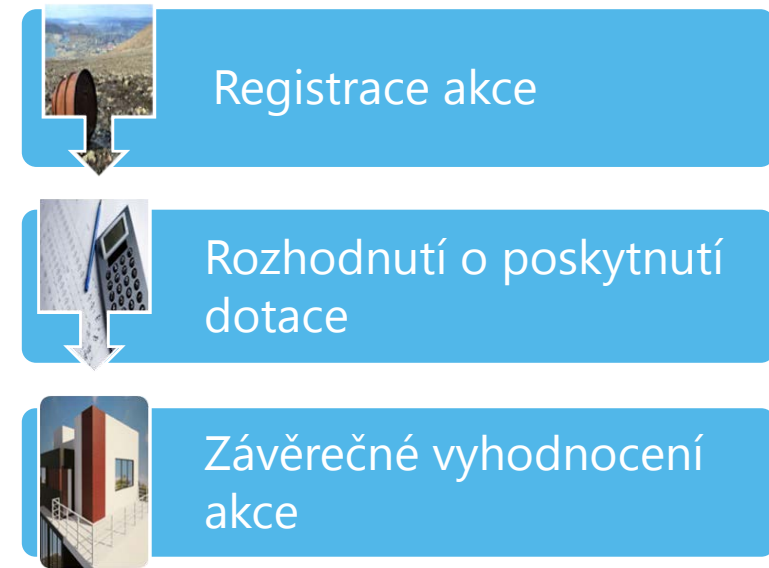 Registrace akce
Rozhodnutí o poskytnutí
dotace
Závěrečné vyhodnocení
akce